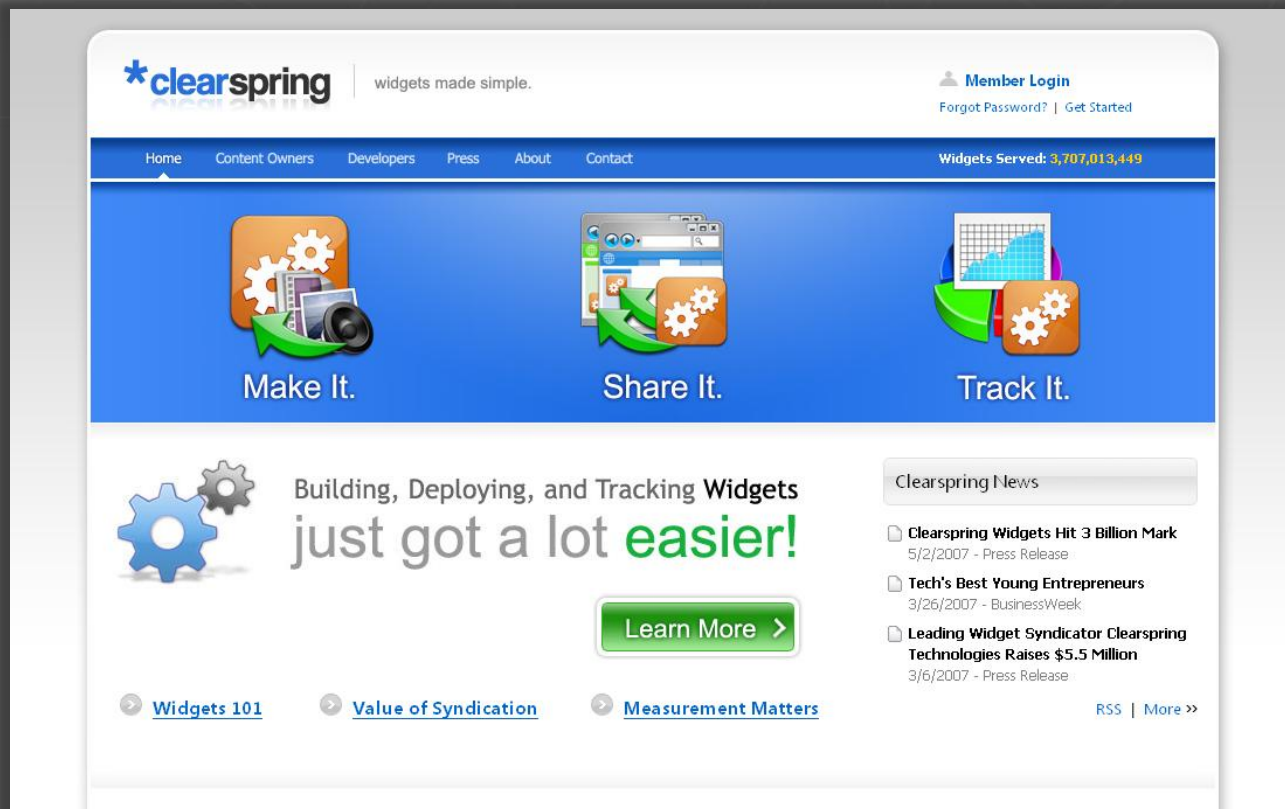 *clearspring
widgets made simple.
Member Login
Forgot Password? | Get Started
Home Content Owners Developers Press About Contact
Widgets Served: 3,707,013,449
Make It. Share It. Track It.
Building, Deploying, and Tracking Widgets
just got a lot easier!
Learn More >
Widgets 101 Value of Syndication Measurement Matters
Clearspring News
Clearspring Widgets Hit 3 Billion Mark
5/2/2007 - Press Release
Tech's Best Young Entrepreneurs
3/26/2007 - BusinessWeek
Leading Widget Syndicator Clearspring
Technologies Raises $5.5 Million
3/6/2007 - Press Release
RSS | More >>